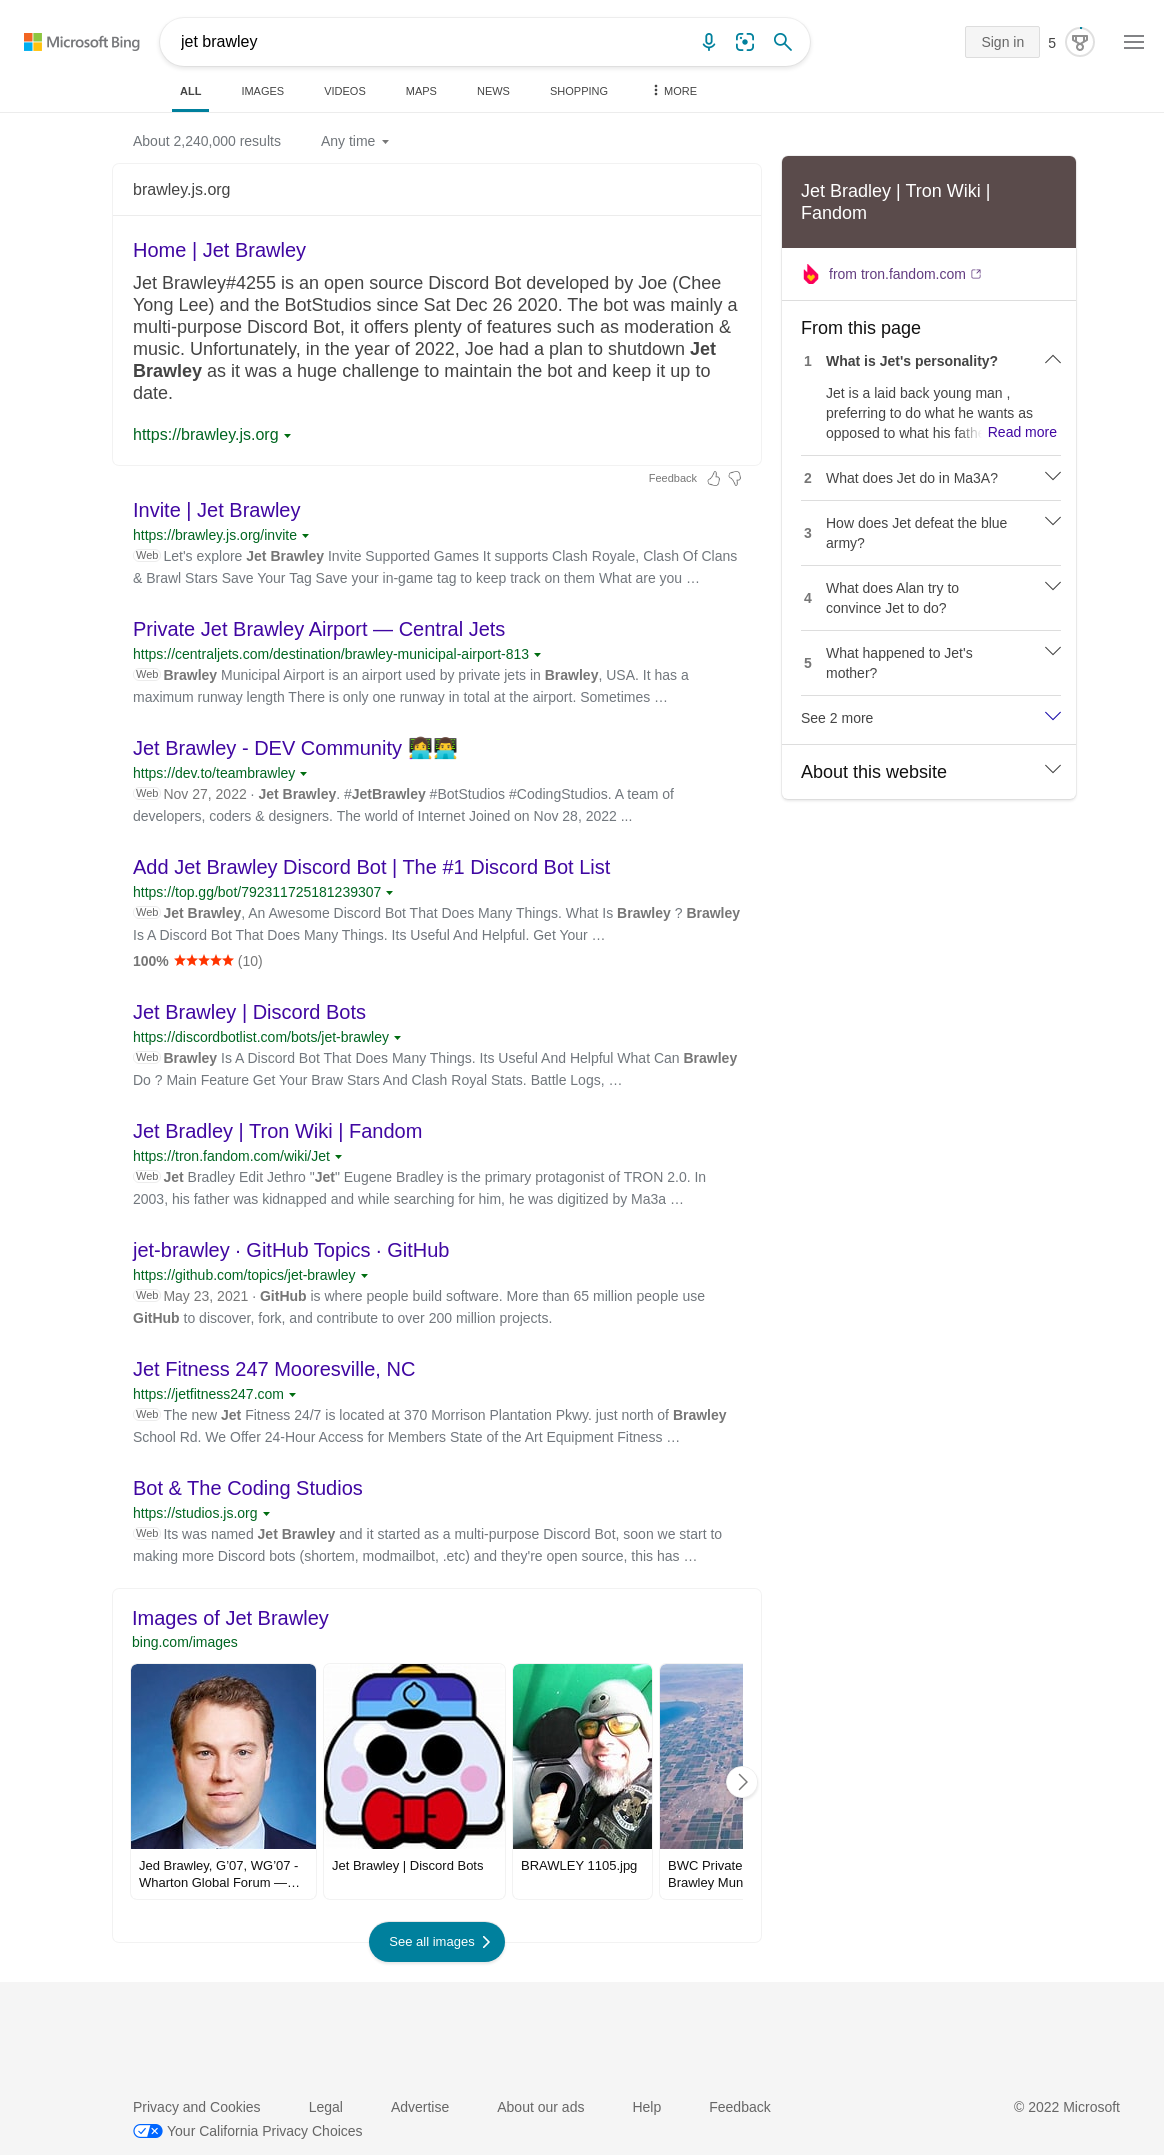 Microsoft Bing
jet brawley
Sign in
5
ALL
IMAGES
VIDEOS
MAPS
NEWS
SHOPPING
MORE
About 2,240,000 results
Any time
brawley.js.org
Home | Jet Brawley
Jet Brawley#4255 is an open source Discord Bot developed by Joe (Chee
Yong Lee) and the BotStudios since Sat Dec 26 2020. The bot was mainly a
multi-purpose Discord Bot, it offers plenty of features such as moderation &
music. Unfortunately, in the year of 2022, Joe had a plan to shutdown Jet
Brawley as it was a huge challenge to maintain the bot and keep it up to
date.
https://brawley.js.org
Feedback
Invite | Jet Brawley
https://brawley.js.org/invite
Web Let's explore Jet Brawley Invite Supported Games It supports Clash Royale, Clash Of Clans
& Brawl Stars Save Your Tag Save your in-game tag to keep track on them What are you …
Private Jet Brawley Airport — Central Jets
https://centraljets.com/destination/brawley-municipal-airport-813
Web Brawley Municipal Airport is an airport used by private jets in Brawley, USA. It has a
maximum runway length There is only one runway in total at the airport. Sometimes …
Jet Brawley - DEV Community 👩‍💻👨‍💻
https://dev.to/teambrawley
Web Nov 27, 2022 · Jet Brawley. #JetBrawley #BotStudios #CodingStudios. A team of
developers, coders & designers. The world of Internet Joined on Nov 28, 2022 ...
Add Jet Brawley Discord Bot | The #1 Discord Bot List
https://top.gg/bot/792311725181239307
Web Jet Brawley, An Awesome Discord Bot That Does Many Things. What Is Brawley ? Brawley
Is A Discord Bot That Does Many Things. Its Useful And Helpful. Get Your …
100% ★★★★★ (10)
Jet Brawley | Discord Bots
https://discordbotlist.com/bots/jet-brawley
Web Brawley Is A Discord Bot That Does Many Things. Its Useful And Helpful What Can Brawley
Do ? Main Feature Get Your Braw Stars And Clash Royal Stats. Battle Logs, …
Jet Bradley | Tron Wiki | Fandom
https://tron.fandom.com/wiki/Jet
Web Jet Bradley Edit Jethro "Jet" Eugene Bradley is the primary protagonist of TRON 2.0. In
2003, his father was kidnapped and while searching for him, he was digitized by Ma3a …
jet-brawley · GitHub Topics · GitHub
https://github.com/topics/jet-brawley
Web May 23, 2021 · GitHub is where people build software. More than 65 million people use
GitHub to discover, fork, and contribute to over 200 million projects.
Jet Fitness 247 Mooresville, NC
https://jetfitness247.com
Web The new Jet Fitness 24/7 is located at 370 Morrison Plantation Pkwy. just north of Brawley
School Rd. We Offer 24-Hour Access for Members State of the Art Equipment Fitness …
Bot & The Coding Studios
https://studios.js.org
Web Its was named Jet Brawley and it started as a multi-purpose Discord Bot, soon we start to
making more Discord bots (shortem, modmailbot, .etc) and they're open source, this has …
Images of Jet Brawley
bing.com/images
Jed Brawley, G'07, WG'07 -
Wharton Global Forum —…
Jet Brawley | Discord Bots
BRAWLEY 1105.jpg
BWC Private
Brawley Mun
See all images
Jet Bradley | Tron Wiki |
Fandom
from tron.fandom.com
From this page
1 What is Jet's personality?
Jet is a laid back young man ,
preferring to do what he wants as
opposed to what his fathe Read more
2 What does Jet do in Ma3A?
3 How does Jet defeat the blue
army?
4 What does Alan try to
convince Jet to do?
5 What happened to Jet's
mother?
See 2 more
About this website
Privacy and Cookies
Legal
Advertise
About our ads
Help
Feedback
© 2022 Microsoft
Your California Privacy Choices